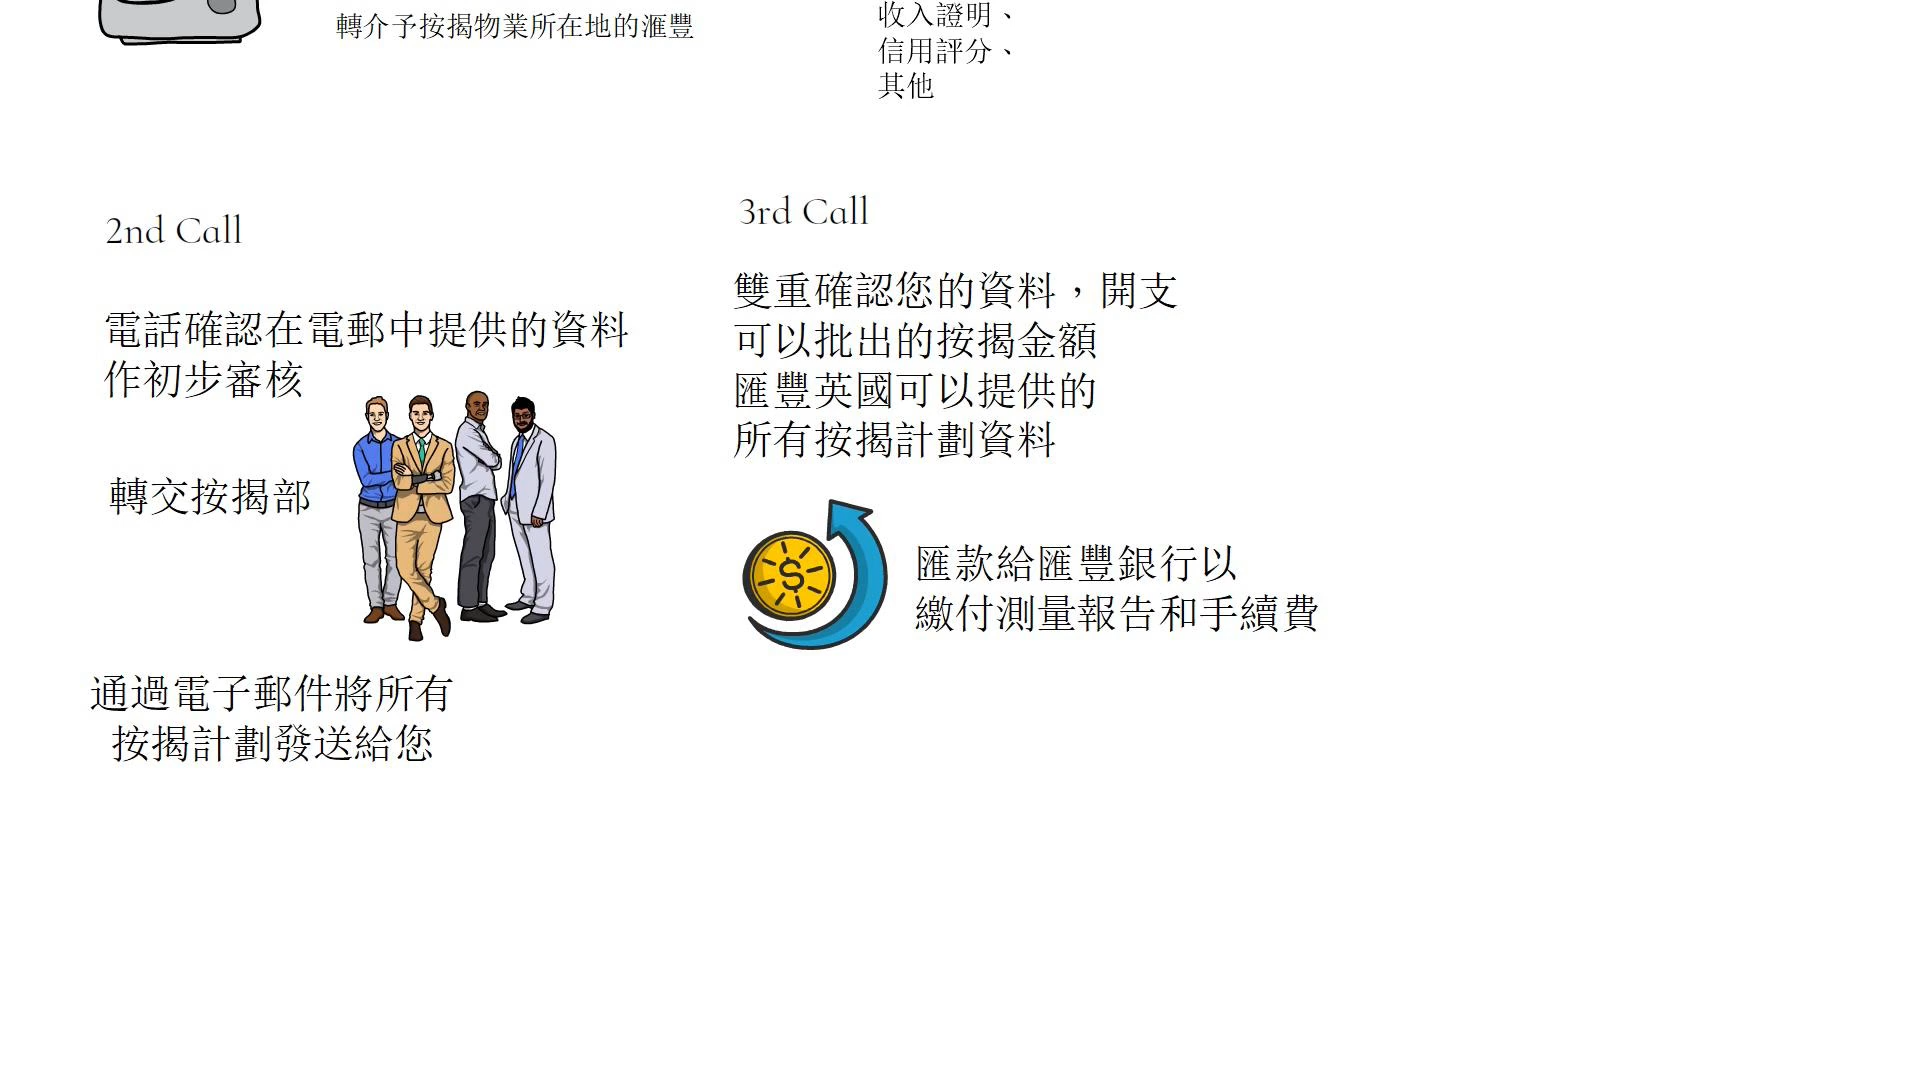 轉介予按揭物業所在地的滙豐
收入證明、
信用評分、
其他
2nd Call
電話確認在電郵中提供的資料
作初步審核
轉交按揭部
通過電子郵件將所有
按揭計劃發送給您
3rd Call
雙重確認您的資料，開支
可以批出的按揭金額
匯豐英國可以提供的
所有按揭計劃資料
匯款給匯豐銀行以
繳付測量報告和手續費